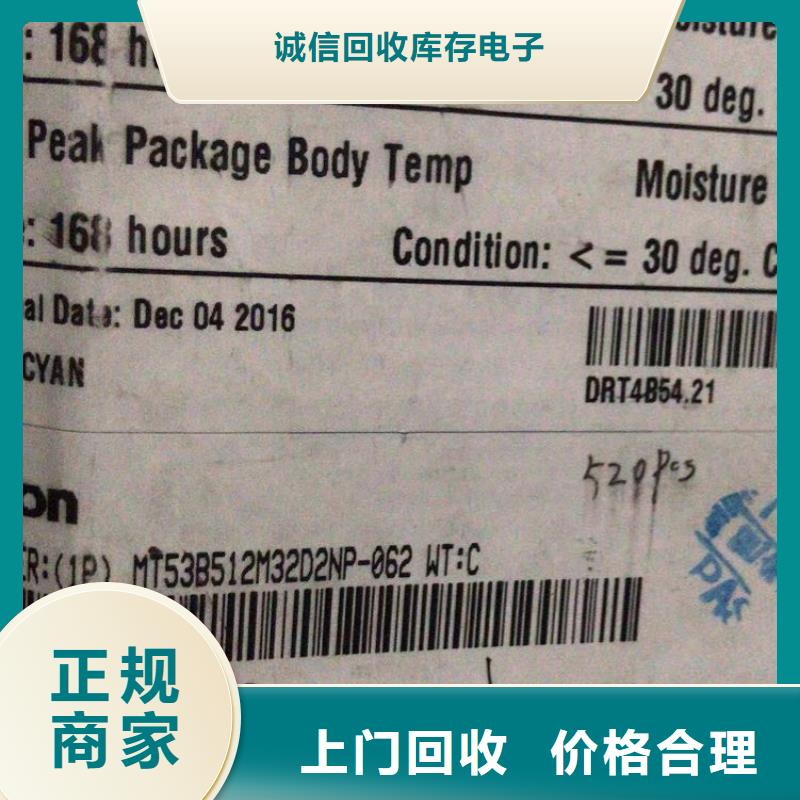 诚信回收库存电子
: 168 h
30 deg.
Peak Package Body Temp Moisture
: 168 hours Condition: <= 30 deg. C
al Date: Dec 04 2016
CYAN
DRT4B54.21
520pcs
on
ER:(1P) MT53B512M32D2NP-062 WT:C
正规
商家
上门回收 价格合理